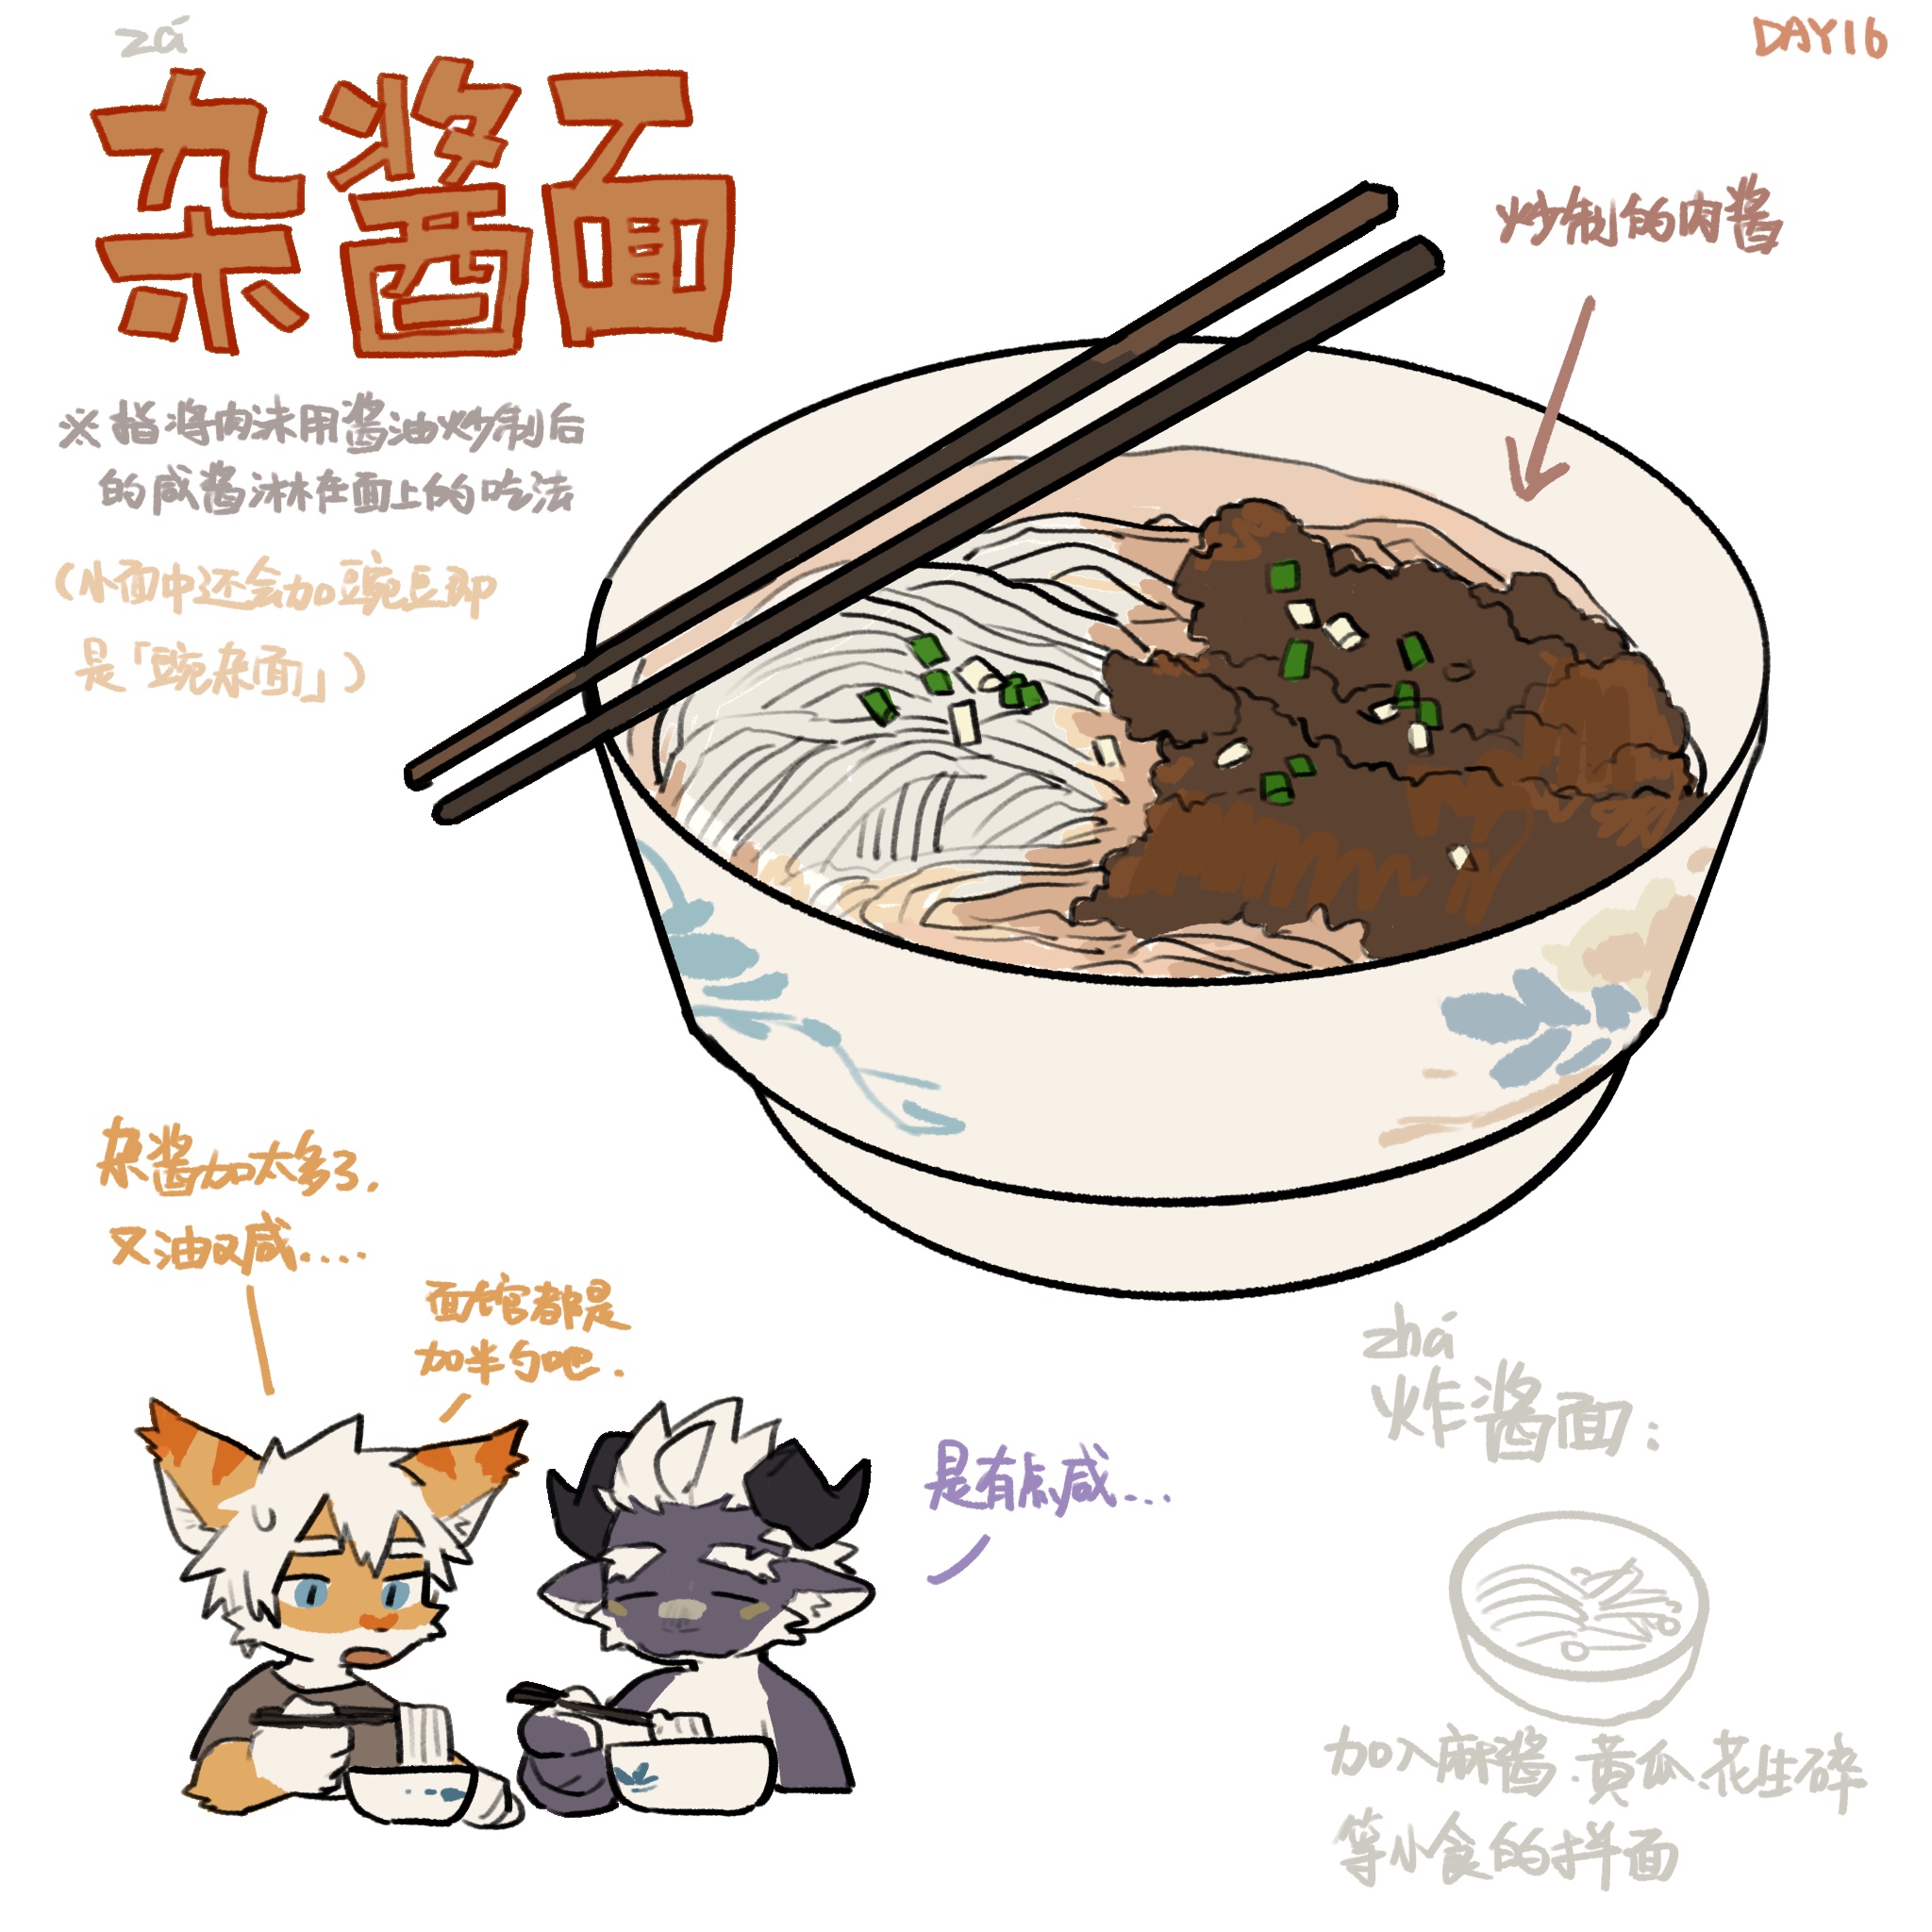 DAY16
zá
杂酱面
※指将肉沫用酱油炒制后
的咸酱淋在面上的吃法
(小面中还会加豌豆即
是「豌杂面」)
炒制的肉酱
杂酱加太多了.
又油又咸....
面馆都是
加半勺吧.
是有点咸...
zhá
炸酱面:
加入麻酱、黄瓜、花生碎
等小食的拌面